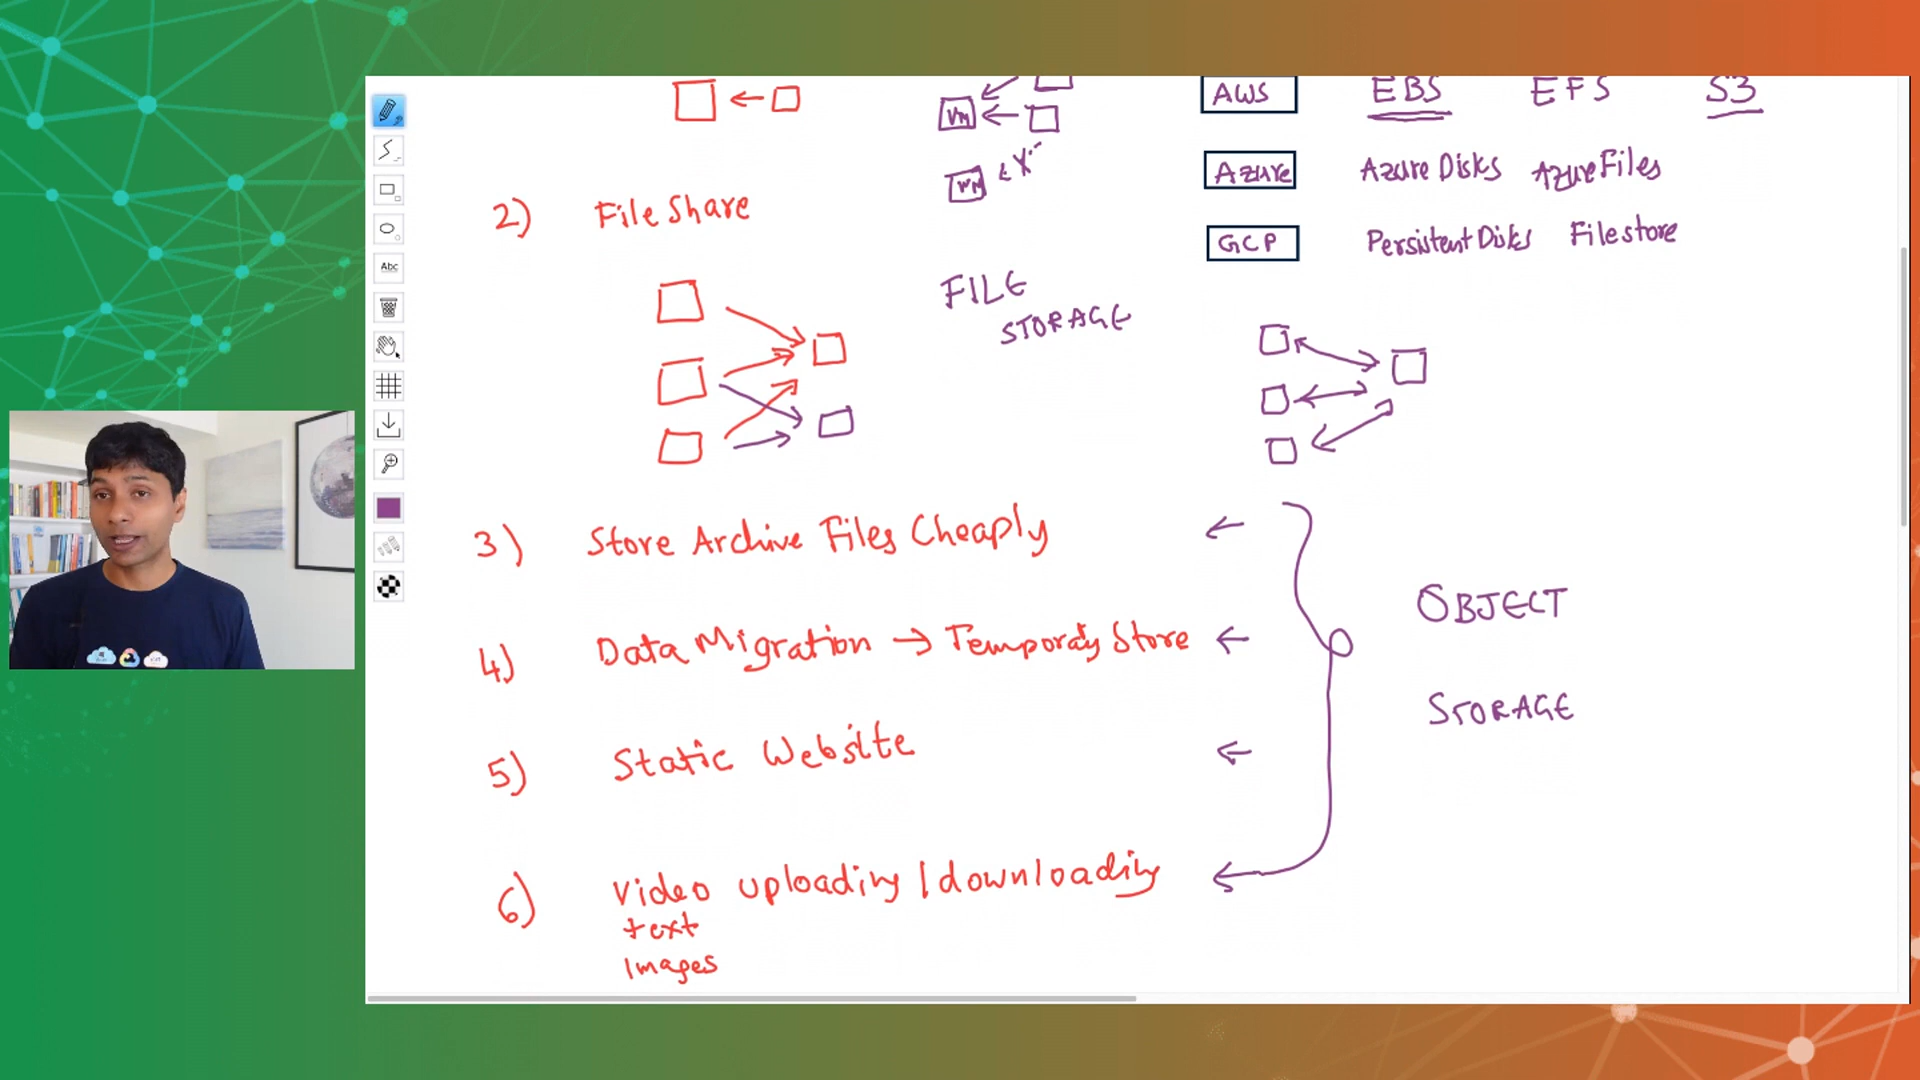 AWS EBS EFS S3
VM
VM
Azure Azure Disks Azure Files
2) File Share
GCP Persistent Disks Filestore
FILE
STORAGE
Abc
3) Store Archive Files Cheaply
OBJECT
4) Data Migration → Temporary Store
STORAGE
5) Static Website
6) Video uploading / downloading
text
Images